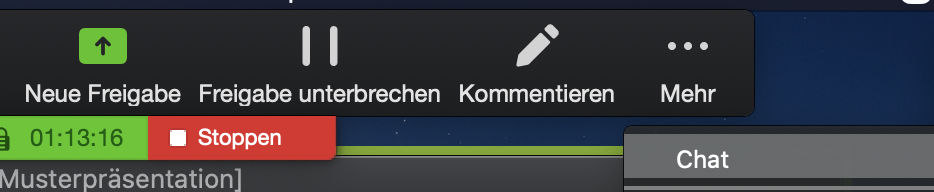 Neue Freigabe Freigabe unterbrechen Kommentieren Mehr
01:13:16 Stoppen
Chat
Musterpräsentation]